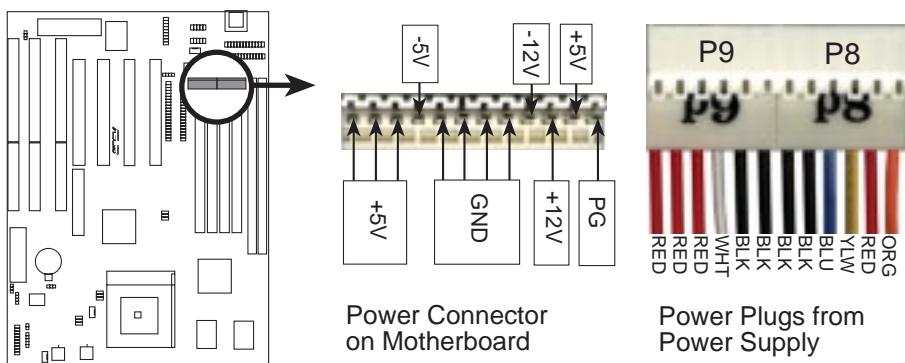 -5V
-12V
+5V
+5V
GND
+12V
PG
Power Connector
on Motherboard
P9
P8
P9
P8
RED
RED
RED
WHT
BLK
BLK
BLK
BLK
BLU
YLW
RED
ORG
Power Plugs from
Power Supply